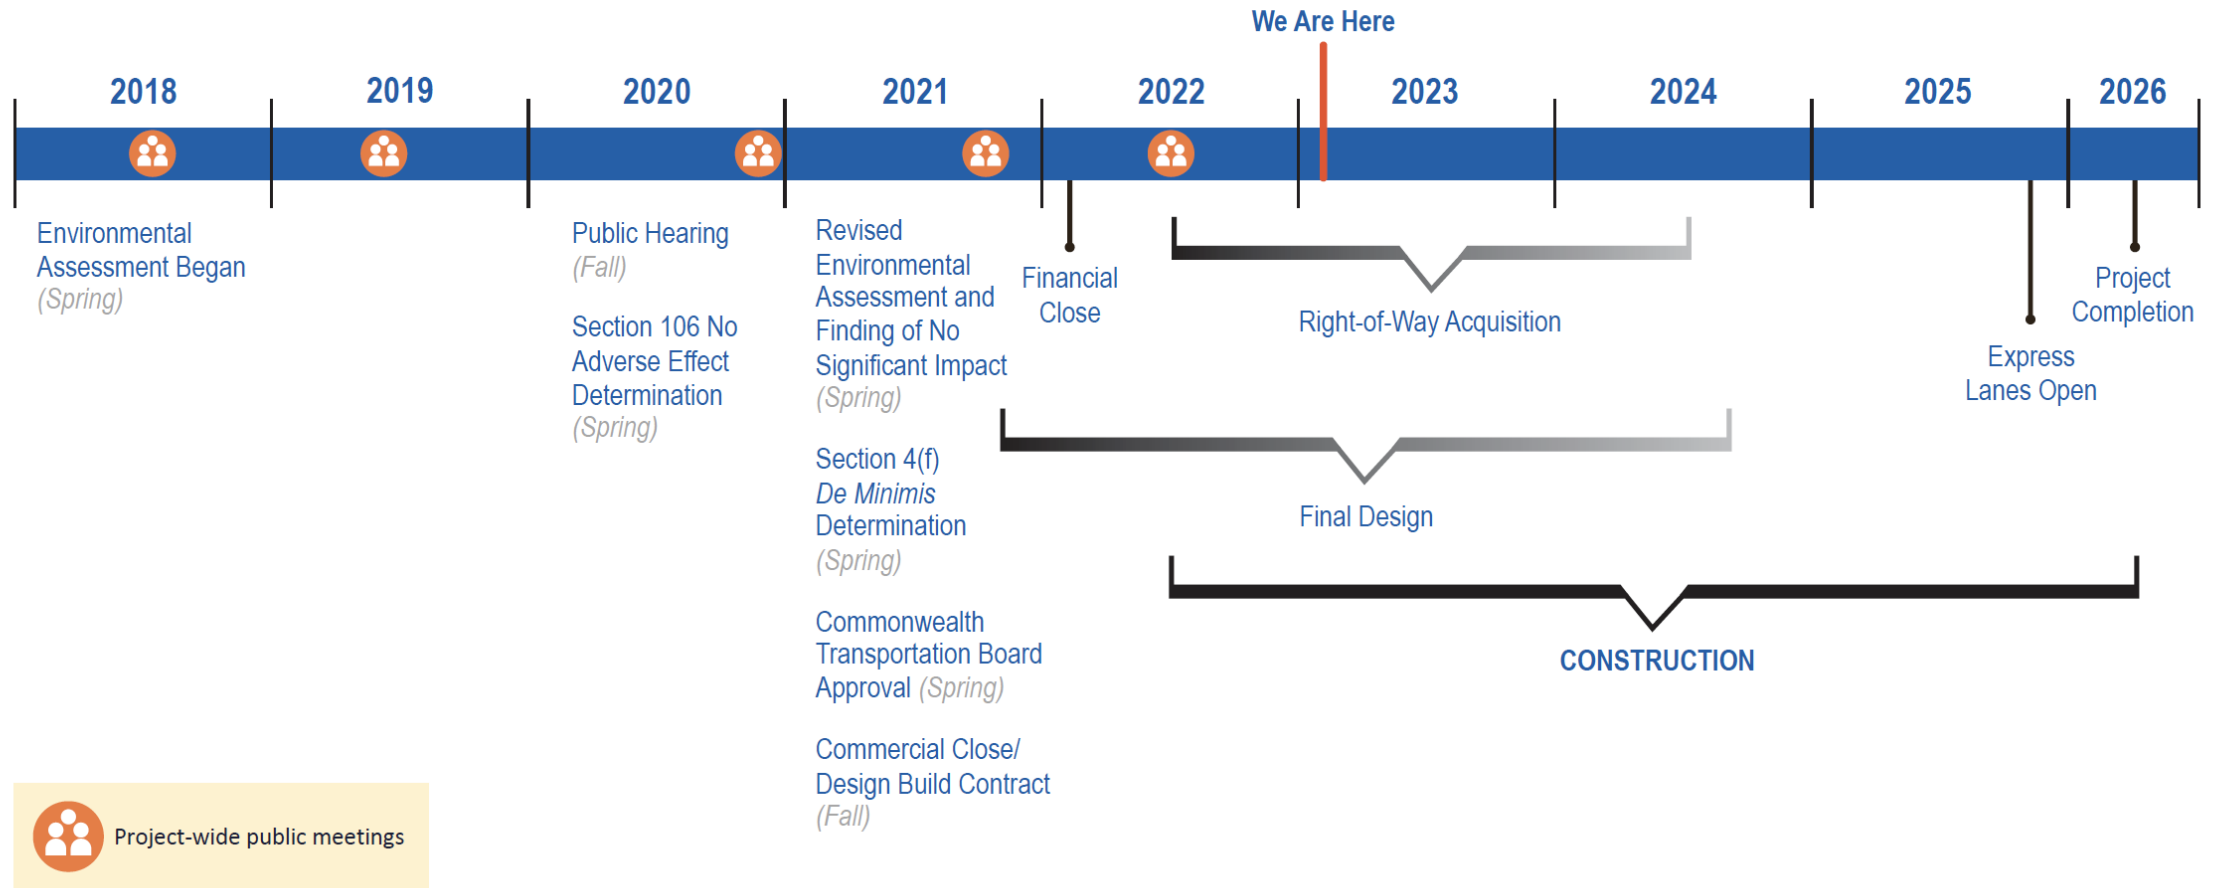 We Are Here
2018
2019
2020
2021
2022
2023
2024
2025
2026
Environmental
Assessment Began
(Spring)
Public Hearing
(Fall)
Section 106 No
Adverse Effect
Determination
(Spring)
Revised
Environmental
Assessment and
Finding of No
Significant Impact
(Spring)
Section 4(f)
De Minimis
Determination
(Spring)
Commonwealth
Transportation Board
Approval (Spring)
Commercial Close/
Design Build Contract
(Fall)
Financial
Close
Right-of-Way Acquisition
Final Design
CONSTRUCTION
Express
Lanes Open
Project
Completion
Project-wide public meetings